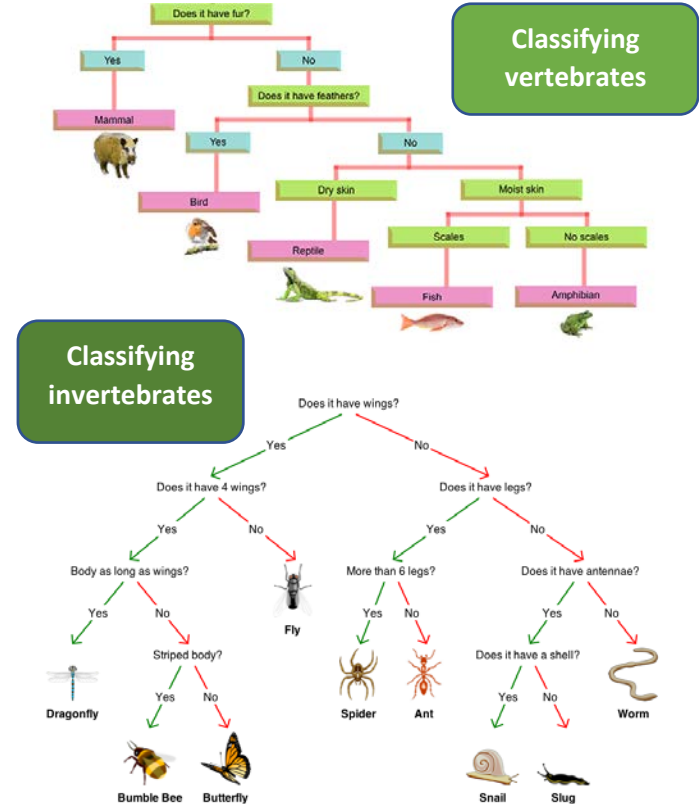 Does it have fur?
Classifying
vertebrates
Yes
No
Does it have feathers?
Mammal
Yes
No
Dry skin
Moist skin
Bird
Scales
No scales
Reptile
Fish
Amphibian
Classifying
invertebrates
Does it have wings?
Yes
No
Does it have 4 wings?
Does it have legs?
Yes
No
Yes
No
Body as long as wings?
More than 6 legs?
Does it have antennae?
Yes
No
Fly
Yes
No
Yes
No
Striped body?
Does it have a shell?
Dragonfly
Yes
No
Spider
Ant
Yes
No
Worm
Bumble Bee
Butterfly
Snail
Slug